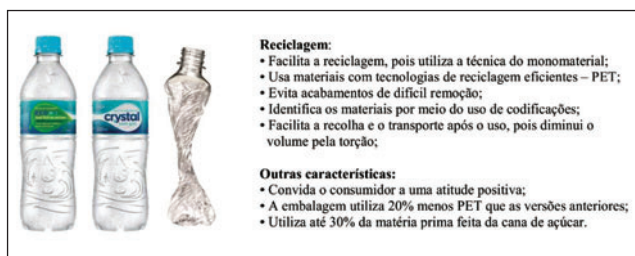 crystal
Reciclagem:
• Facilita a reciclagem, pois utiliza a técnica do monomaterial;
• Usa materiais com tecnologias de reciclagem eficientes – PET;
• Evita acabamentos de difícil remoção;
• Identifica os materiais por meio do uso de codificações;
• Facilita a recolha e o transporte após o uso, pois diminui o
volume pela torção;
Outras características:
• Convida o consumidor a uma atitude positiva;
• A embalagem utiliza 20% menos PET que as versões anteriores;
• Utiliza até 30% da matéria prima feita da cana de açúcar.